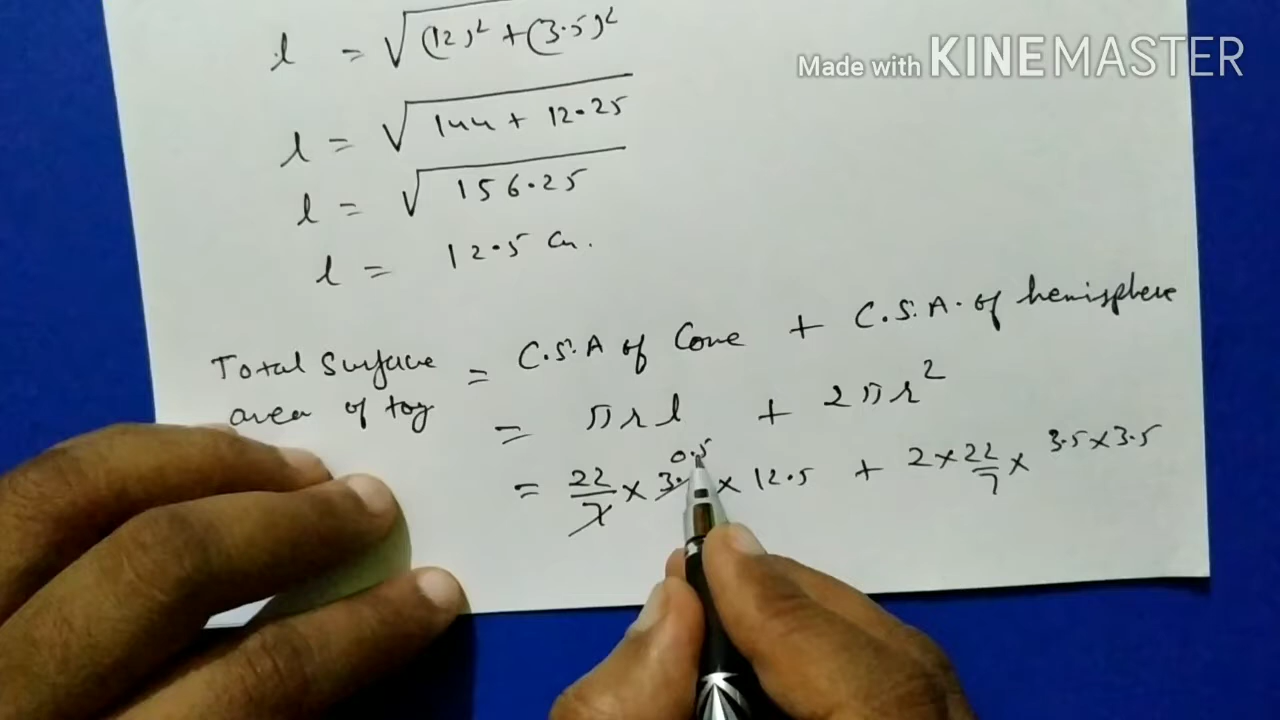 l = √(12)² + (3.5)²
Made with KINEMASTER
l = √144 + 12.25
l = √156.25
l = 12.5 cm.
Total Surface area of toy = C.S.A of Cone + C.S.A. of hemisphere
= πrl + 2πr²
0.5
= 22/7 × 3. × 12.5 + 2 × 22/7 × 3.5 × 3.5